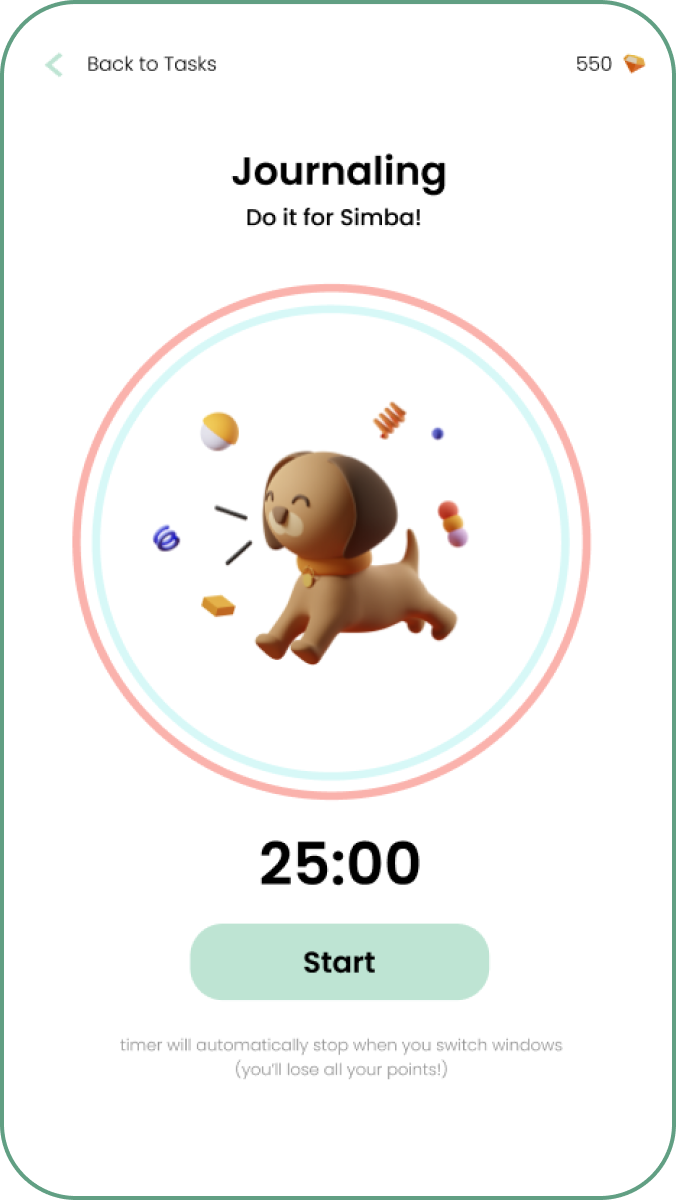 Back to Tasks 550
Journaling
Do it for Simba!
25:00
Start
timer will automatically stop when you switch windows
(you'll lose all your points!)